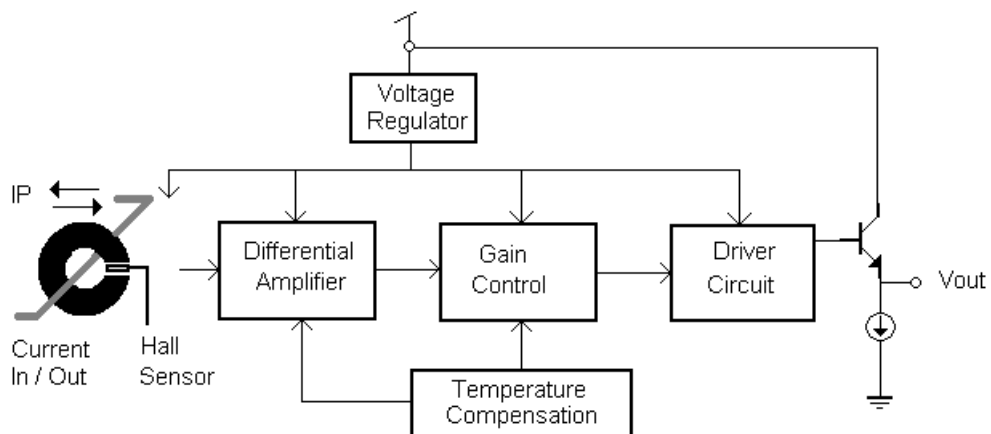 Voltage
Regulator
IP
Differential
Amplifier
Gain
Control
Driver
Circuit
Vout
Current
In / Out
Hall
Sensor
Temperature
Compensation